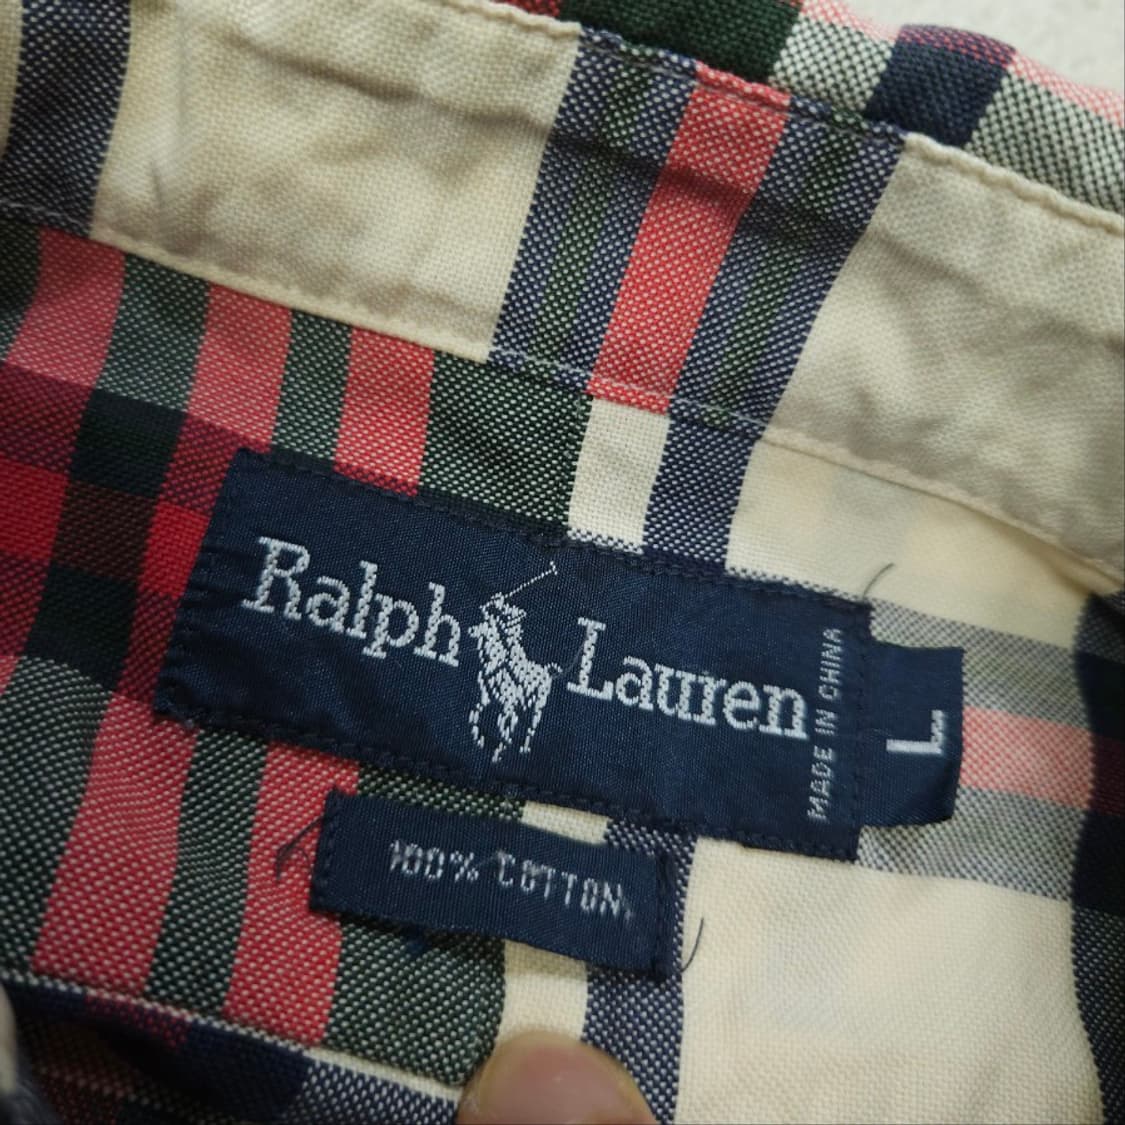 Ralph Lauren
MADE IN CHINA
L
100% COTTON